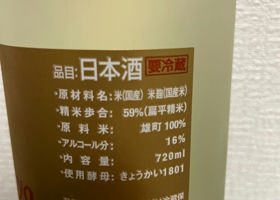 品目:日本酒 要冷蔵
・原材料名:米(国産) 米麹(国産米)
・精米歩合:59%(扁平精米)
・原料米:雄町100%
・アルコール分:16%
・内容量:720ml
・使用酵母:きょうかい1801